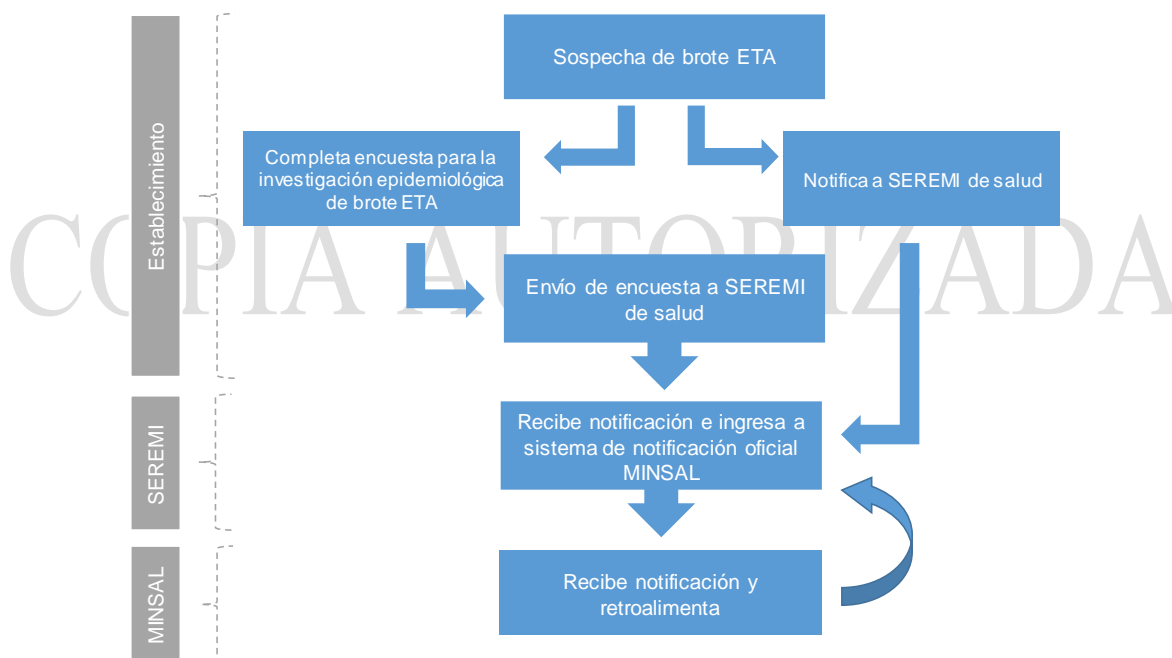 Establecimiento
Sospecha de brote ETA
Completa encuesta para la
investigación epidemiológica
de brote ETA
Notifica a SEREMI de salud
COPIA AUTORIZADA
Envío de encuesta a SEREMI
de salud
SEREMI
Recibe notificación e ingresa a
sistema de notificación oficial
MINSAL
MINSAL
Recibe notificación y
retroalimenta